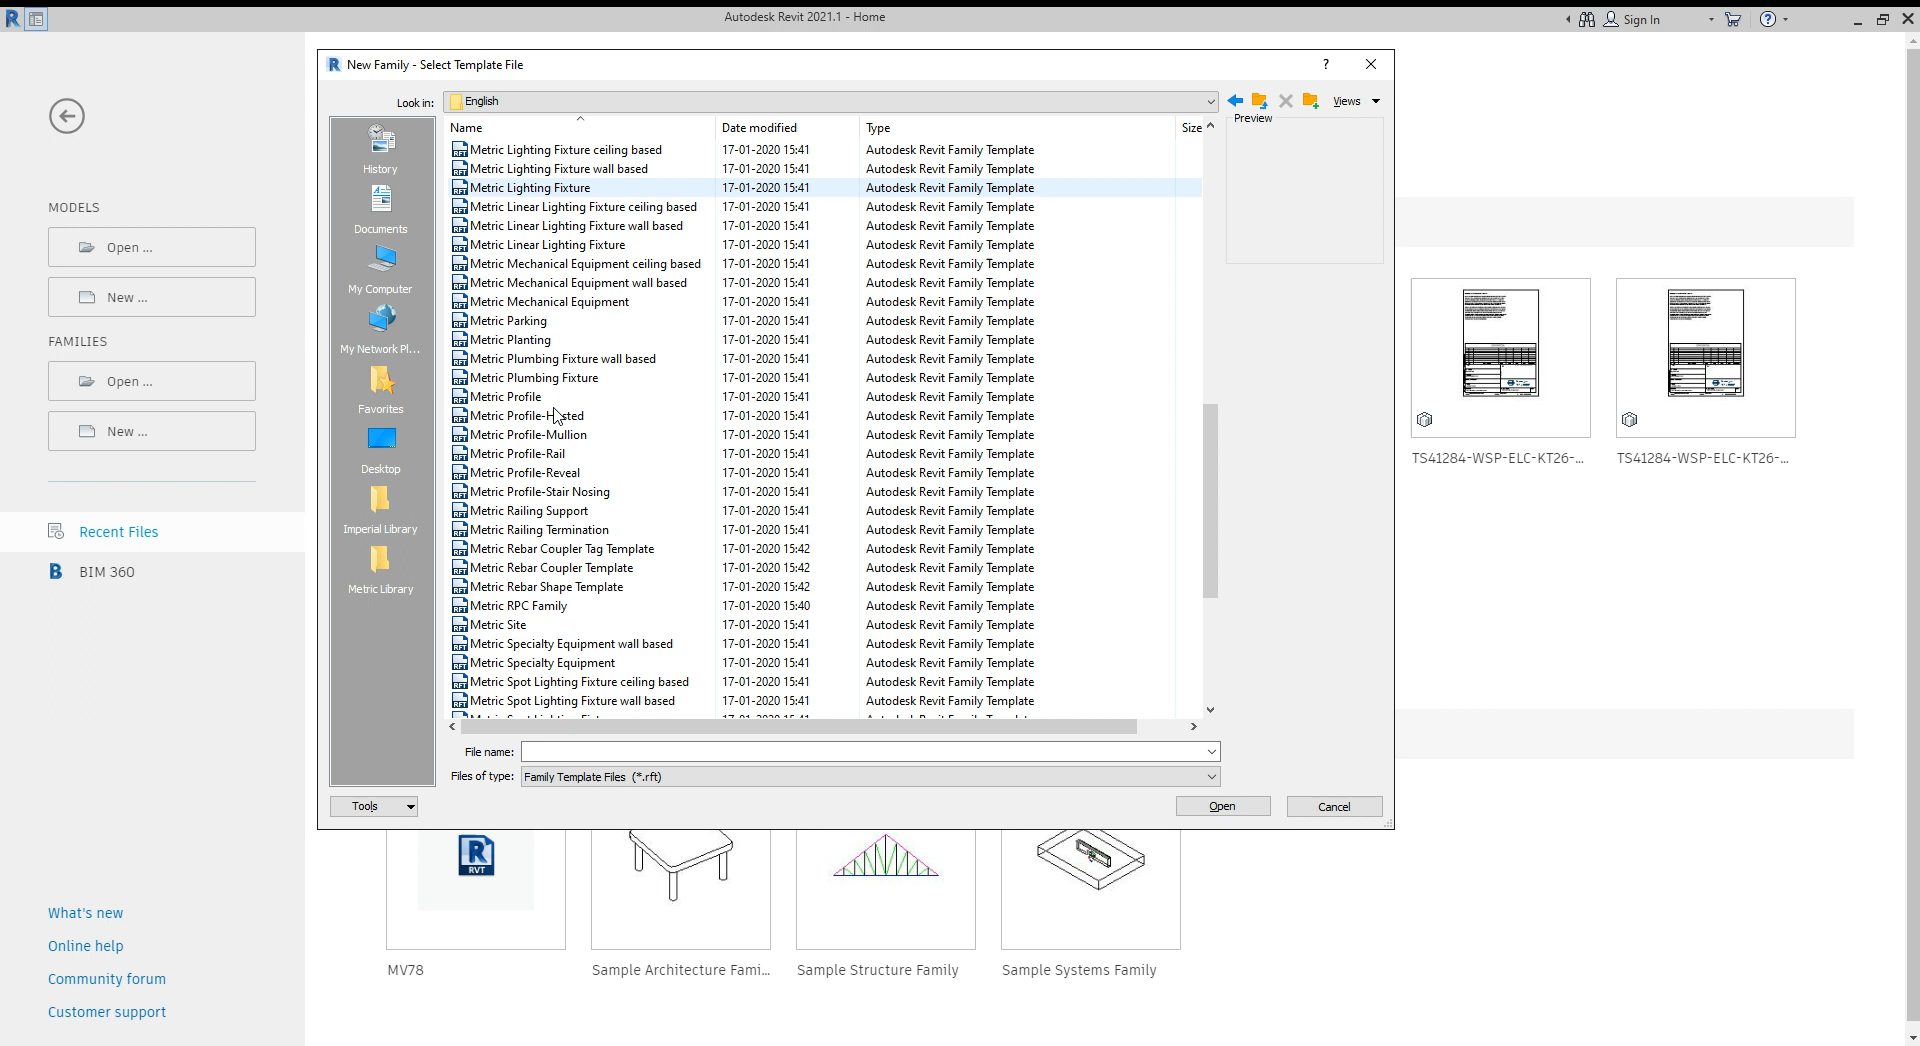 Autodesk Revit 2021.1 - Home
Sign In
New Family - Select Template File
Look in:
English
Views
Name
Date modified
Type
Size
Preview
Metric Lighting Fixture ceiling based 17-01-2020 15:41 Autodesk Revit Family Template
Metric Lighting Fixture wall based 17-01-2020 15:41 Autodesk Revit Family Template
Metric Lighting Fixture 17-01-2020 15:41 Autodesk Revit Family Template
Metric Linear Lighting Fixture ceiling based 17-01-2020 15:41 Autodesk Revit Family Template
Metric Linear Lighting Fixture wall based 17-01-2020 15:41 Autodesk Revit Family Template
Metric Linear Lighting Fixture 17-01-2020 15:41 Autodesk Revit Family Template
Metric Mechanical Equipment ceiling based 17-01-2020 15:41 Autodesk Revit Family Template
Metric Mechanical Equipment wall based 17-01-2020 15:41 Autodesk Revit Family Template
Metric Mechanical Equipment 17-01-2020 15:41 Autodesk Revit Family Template
Metric Parking 17-01-2020 15:41 Autodesk Revit Family Template
Metric Planting 17-01-2020 15:41 Autodesk Revit Family Template
Metric Plumbing Fixture wall based 17-01-2020 15:41 Autodesk Revit Family Template
Metric Plumbing Fixture 17-01-2020 15:41 Autodesk Revit Family Template
Metric Profile 17-01-2020 15:41 Autodesk Revit Family Template
Metric Profile-Hosted 17-01-2020 15:41 Autodesk Revit Family Template
Metric Profile-Mullion 17-01-2020 15:41 Autodesk Revit Family Template
Metric Profile-Rail 17-01-2020 15:41 Autodesk Revit Family Template
Metric Profile-Reveal 17-01-2020 15:41 Autodesk Revit Family Template
Metric Profile-Stair Nosing 17-01-2020 15:41 Autodesk Revit Family Template
Metric Railing Support 17-01-2020 15:41 Autodesk Revit Family Template
Metric Railing Termination 17-01-2020 15:41 Autodesk Revit Family Template
Metric Rebar Coupler Tag Template 17-01-2020 15:42 Autodesk Revit Family Template
Metric Rebar Coupler Template 17-01-2020 15:42 Autodesk Revit Family Template
Metric Rebar Shape Template 17-01-2020 15:42 Autodesk Revit Family Template
Metric RPC Family 17-01-2020 15:40 Autodesk Revit Family Template
Metric Site 17-01-2020 15:41 Autodesk Revit Family Template
Metric Specialty Equipment wall based 17-01-2020 15:41 Autodesk Revit Family Template
Metric Specialty Equipment 17-01-2020 15:41 Autodesk Revit Family Template
Metric Spot Lighting Fixture ceiling based 17-01-2020 15:41 Autodesk Revit Family Template
Metric Spot Lighting Fixture wall based 17-01-2020 15:41 Autodesk Revit Family Template
History
Documents
My Computer
My Network Pl...
Favorites
Desktop
Imperial Library
Metric Library
File name:
Files of type: Family Template Files (*.rft)
Tools
Open
Cancel
MODELS
Open ...
New ...
FAMILIES
Open ...
New ...
Recent Files
BIM 360
What's new
Online help
Community forum
Customer support
TS41284-WSP-ELC-KT26-...
TS41284-WSP-ELC-KT26-...
R
RVT
MV78
Sample Architecture Fami...
Sample Structure Family
Sample Systems Family